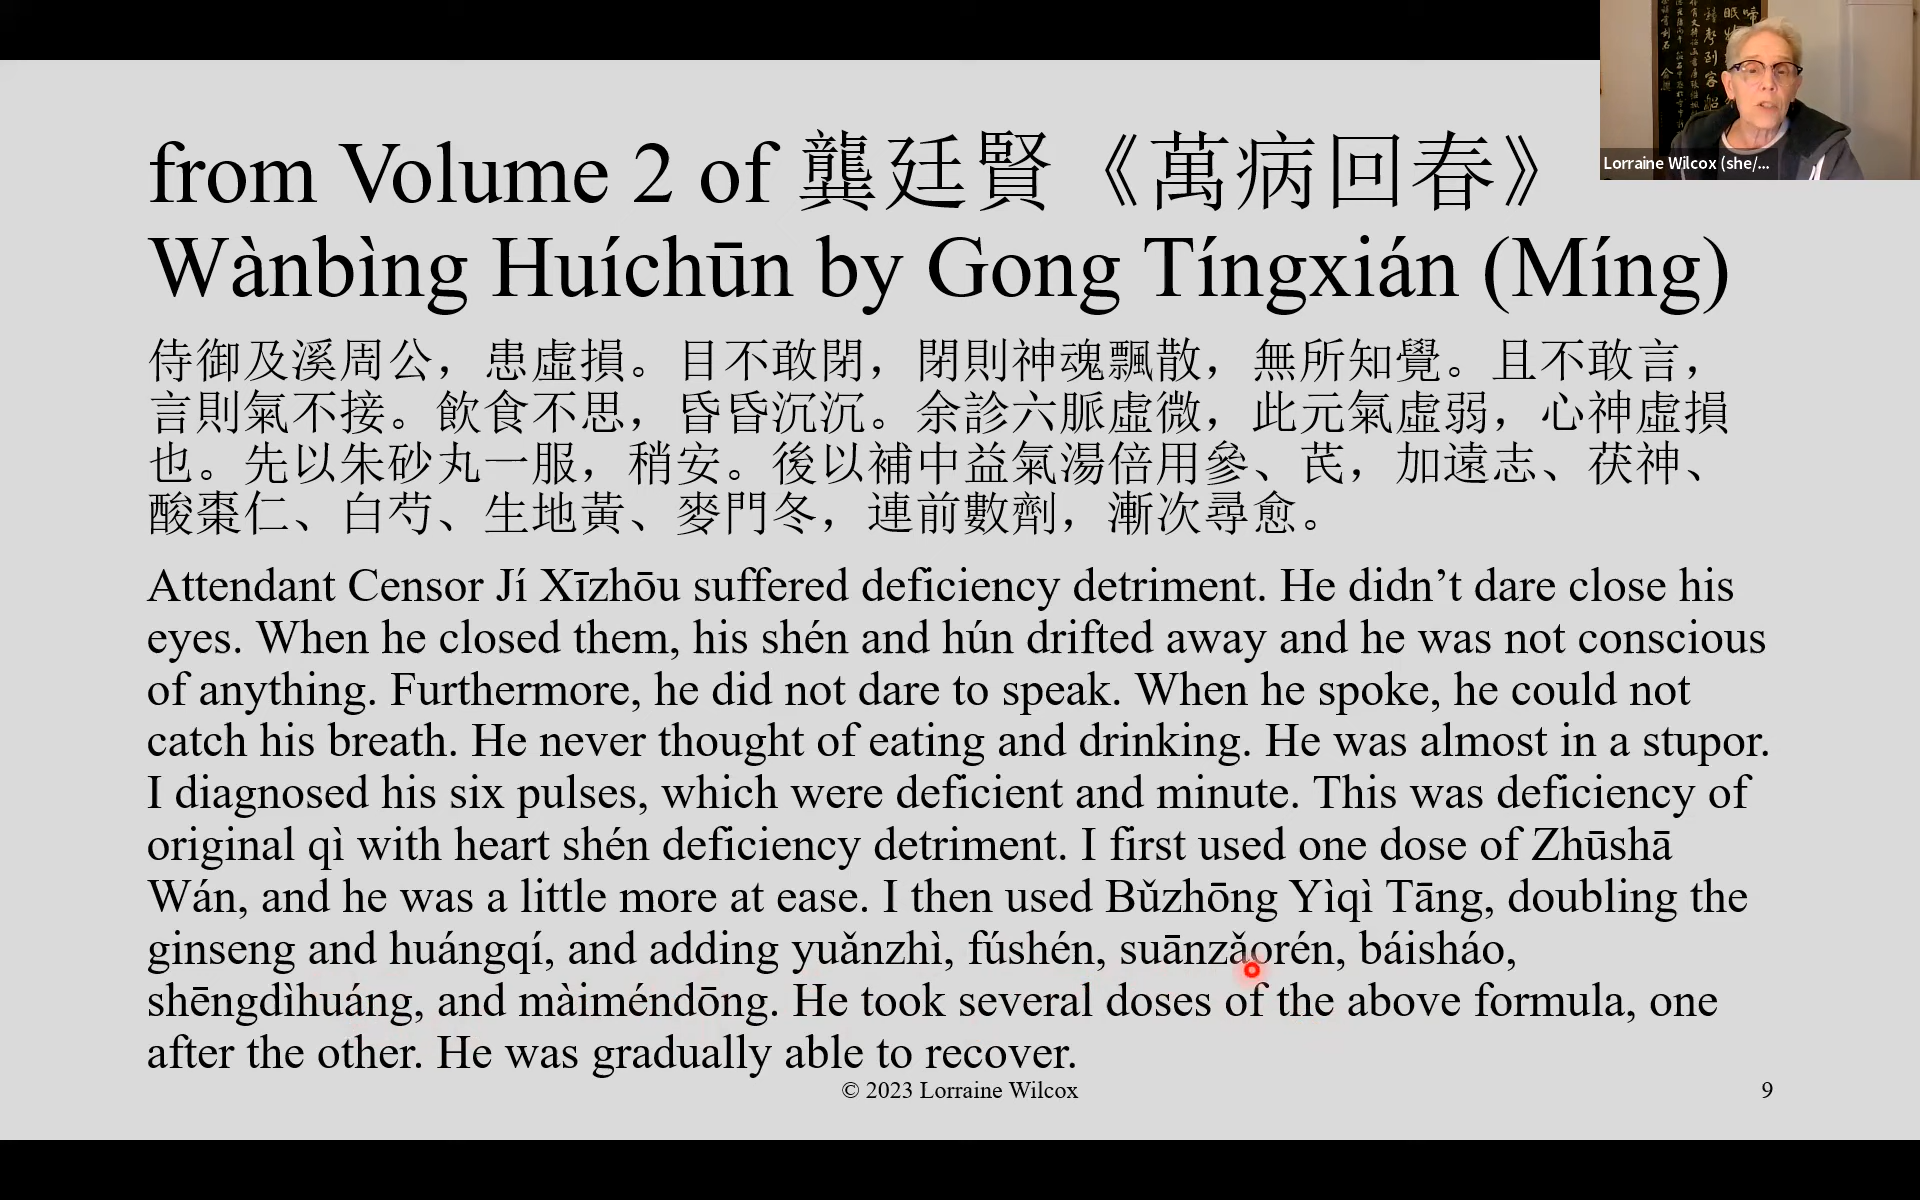 from Volume 2 of 龔廷賢《萬病回春》
Wànbìng Huíchūn by Gong Tíngxián (Míng)
侍御及溪周公，患虛損。目不敢閉，閉則神魂飄散，無所知覺。且不敢言，
言則氣不接。飲食不思，昏昏沉沉。余診六脈虛微，此元氣虛弱，心神虛損
也。先以朱砂丸一服，稍安。後以補中益氣湯倍用參、芪，加遠志、茯神、
酸棗仁、白芍、生地黃、麥門冬，連前數劑，漸次尋愈。
Attendant Censor Jí Xīzhōu suffered deficiency detriment. He didn’t dare close his
eyes. When he closed them, his shén and hún drifted away and he was not conscious
of anything. Furthermore, he did not dare to speak. When he spoke, he could not
catch his breath. He never thought of eating and drinking. He was almost in a stupor.
I diagnosed his six pulses, which were deficient and minute. This was deficiency of
original qì with heart shén deficiency detriment. I first used one dose of Zhūshā
Wán, and he was a little more at ease. I then used Bǔzhōng Yìqì Tāng, doubling the
ginseng and huángqí, and adding yuǎnzhì, fúshén, suānzǎorén, báisháo,
shēngdìhuáng, and màiméndōng. He took several doses of the above formula, one
after the other. He was gradually able to recover.
© 2023 Lorraine Wilcox
9
Lorraine Wilcox (she/...